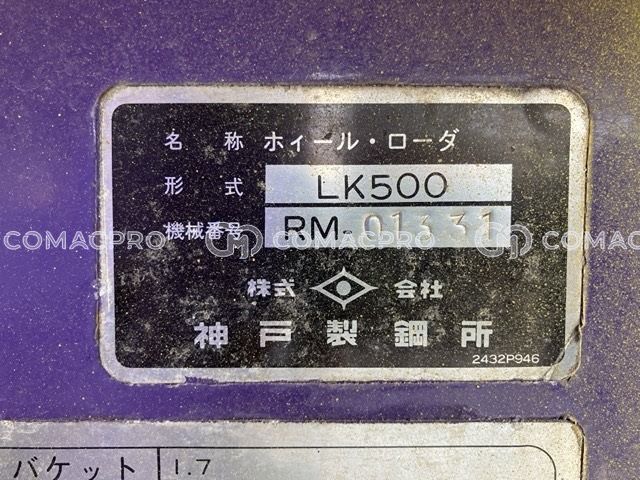 名称 ホイール・ローダ
形式 LK500
機械番号 RM-01331
COMACPRO COMACPRO COMACPRO
株式 会社
神戸製鋼所
2432P946
バケット 1.7